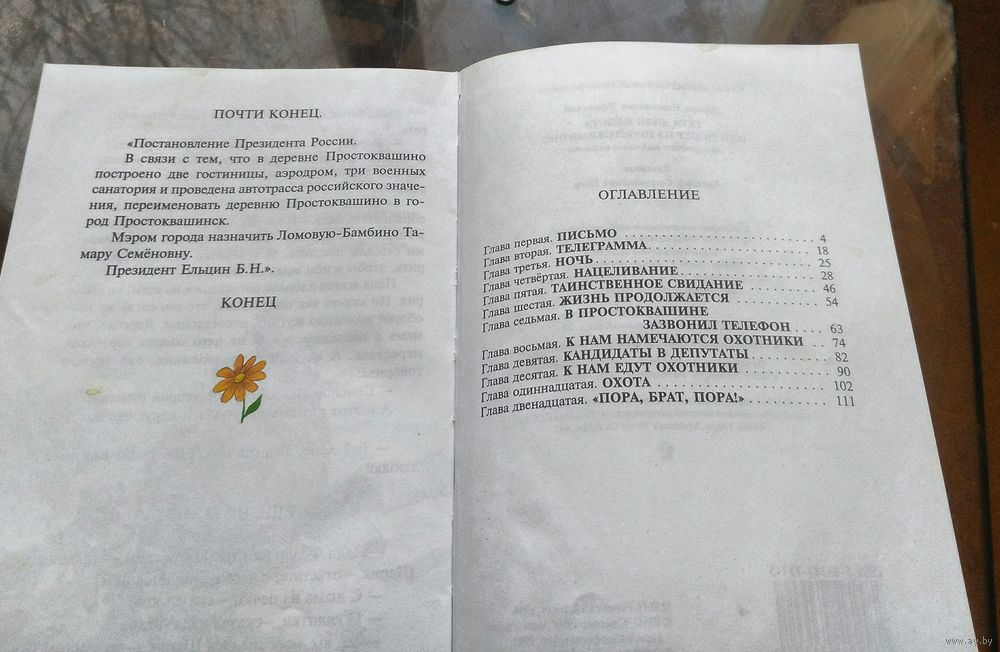 ПОЧТИ КОНЕЦ.
«Постановление Президента России.
В связи с тем, что в деревне Простоквашино
построено две гостиницы, аэродром, три военных
санатория и проведена автотрасса российского значе-
ния, переименовать деревню Простоквашино в го-
род Простоквашинск.
Мэром города назначить Ломовую-Бамбино Та-
мару Семёновну.
Президент Ельцин Б.Н.».
КОНЕЦ
ОГЛАВЛЕНИЕ
Глава первая. ПИСЬМО 4
Глава вторая. ТЕЛЕГРАММА 18
Глава третья. НОЧЬ 25
Глава четвёртая. НАЦЕЛИВАНИЕ 28
Глава пятая. ТАИНСТВЕННОЕ СВИДАНИЕ 46
Глава шестая. ЖИЗНЬ ПРОДОЛЖАЕТСЯ 54
Глава седьмая. В ПРОСТОКВАШИНЕ
ЗАЗВОНИЛ ТЕЛЕФОН 63
Глава восьмая. К НАМ НАМЕЧАЮТСЯ ОХОТНИКИ 74
Глава девятая. КАНДИДАТЫ В ДЕПУТАТЫ 82
Глава десятая. К НАМ ЕДУТ ОХОТНИКИ 90
Глава одиннадцатая. ОХОТА 102
Глава двенадцатая. «ПОРА, БРАТ, ПОРА!» 111
www.ay.by